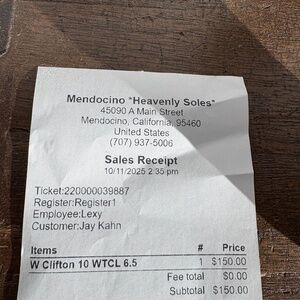 Mendocino *Heavenly Soles*
45090 A Main Street
Mendocino, California, 95460
United States
(707) 937-5006
Sales Receipt
10/11/2025 2:35 pm
Ticket:220000039887
Register:Register1
Employee:Lexy
Customer:Jay Kahn
Items # Price
W Clifton 10 WTCL 6.5 1 $150.00
Fee total $0.00
Subtotal $150.00